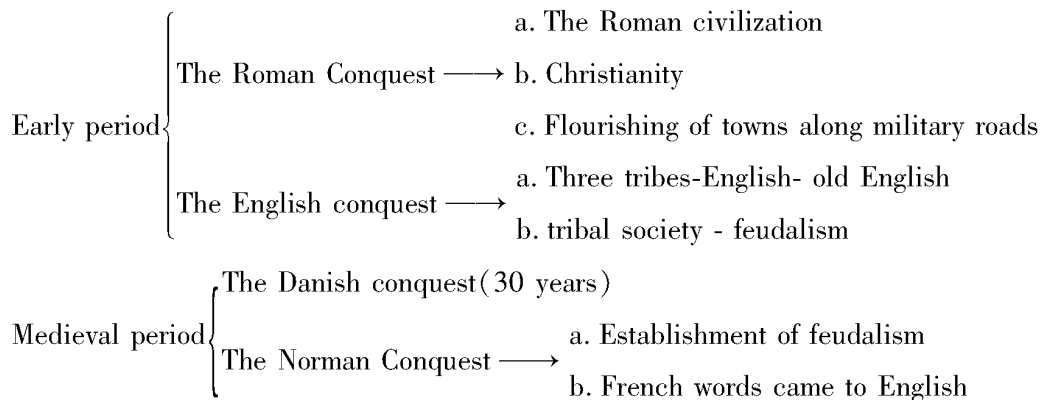 a. The Roman civilization
The Roman Conquest ⟶ b. Christianity
Early period
c. Flourishing of towns along military roads
a. Three tribes-English- old English
The English conquest ⟶
b. tribal society - feudalism
The Danish conquest(30 years)
Medieval period
a. Establishment of feudalism
The Norman Conquest ⟶
b. French words came to English